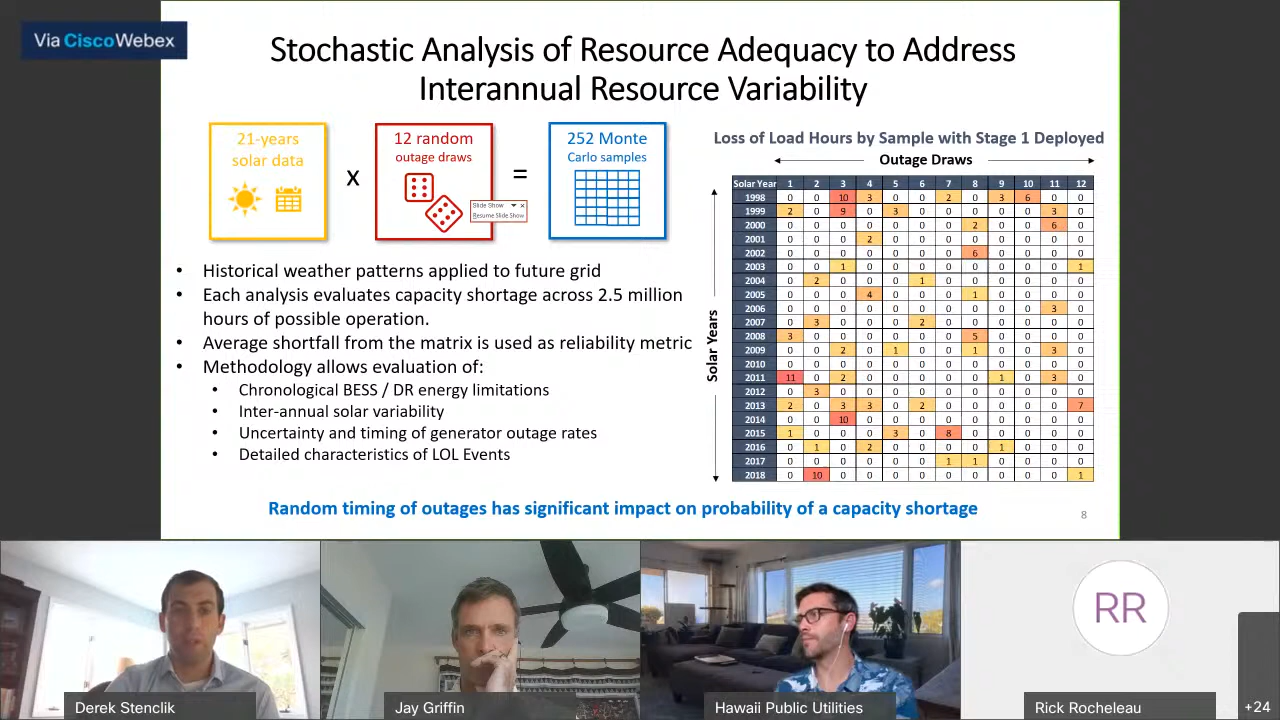 Via Cisco Webex
Stochastic Analysis of Resource Adequacy to Address
Interannual Resource Variability
21-years
solar data
x
12 random
outage draws
=
252 Monte
Carlo samples
Slide Show
Resume Slide Show
Historical weather patterns applied to future grid
Each analysis evaluates capacity shortage across 2.5 million
hours of possible operation.
Average shortfall from the matrix is used as reliability metric
Methodology allows evaluation of:
Chronological BESS / DR energy limitations
Inter-annual solar variability
Uncertainty and timing of generator outage rates
Detailed characteristics of LOL Events
Loss of Load Hours by Sample with Stage 1 Deployed
Outage Draws
Solar Years
Solar Year 1 2 3 4 5 6 7 8 9 10 11 12
1998 0 0 10 3 0 0 2 0 3 6 0 0
1999 2 0 9 0 3 0 0 0 0 0 3 0
2000 0 0 0 0 0 0 0 2 0 0 6 0
2001 0 0 0 2 0 0 0 0 0 0 0 0
2002 0 0 0 0 0 0 0 6 0 0 0 0
2003 0 0 1 0 0 0 0 0 0 0 0 1
2004 0 2 0 0 0 1 0 0 0 0 0 0
2005 0 0 0 4 0 0 0 1 0 0 0 0
2006 0 0 0 0 0 0 0 0 0 0 3 0
2007 0 3 0 0 0 2 0 0 0 0 0 0
2008 3 0 0 0 0 0 0 5 0 0 0 0
2009 0 0 2 0 1 0 0 1 0 0 3 0
2010 0 0 0 0 0 0 0 0 0 0 0 0
2011 11 0 2 0 0 0 0 0 1 0 3 0
2012 0 3 0 0 0 0 0 0 0 0 0 0
2013 2 0 3 3 0 2 0 0 0 0 0 7
2014 0 0 10 0 0 0 0 0 0 0 0 0
2015 1 0 0 0 3 0 8 0 0 0 0 0
2016 0 1 0 2 0 0 0 0 1 0 0 0
2017 0 0 0 0 0 0 1 1 0 0 0 0
2018 0 10 0 0 0 0 0 0 0 0 0 1
Random timing of outages has significant impact on probability of a capacity shortage
8
RR
Derek Stenclik
Jay Griffin
Hawaii Public Utilities
Rick Rocheleau
+24